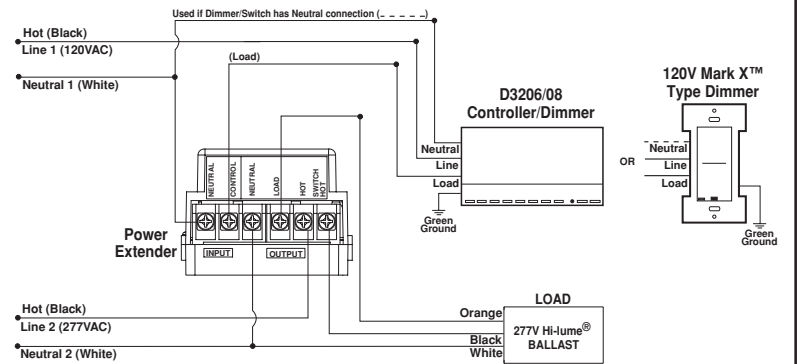 Used if Dimmer/Switch has Neutral connection (_ _ _ _ _)
Hot (Black)
Line 1 (120VAC)
(Load)
Neutral 1 (White)
D3206/08
Controller/Dimmer
120V Mark X™
Type Dimmer
Neutral
Line
Load
OR
Neutral
Line
Load
Green
Ground
Green
Ground
NEUTRAL
CONTROL
NEUTRAL
LOAD
HOT
SWITCH HOT
Power
Extender
INPUT
OUTPUT
Hot (Black)
Line 2 (277VAC)
Neutral 2 (White)
LOAD
Orange
Black
White
277V Hi-lume®
BALLAST